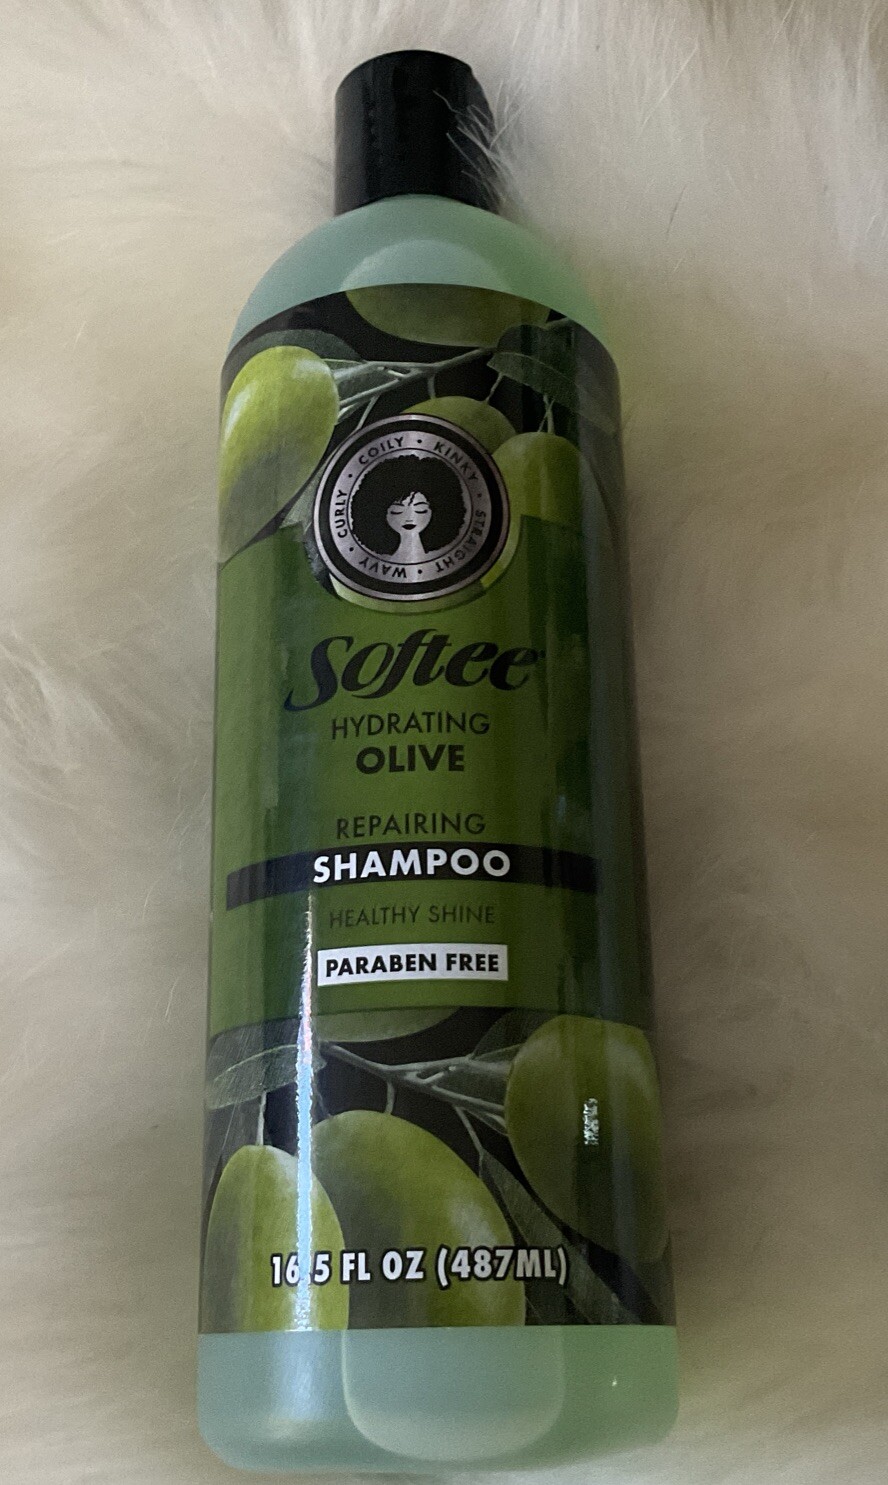 CURLY • COILY • KINKY • STRAIGHT • WAVY •
Softee
HYDRATING
OLIVE
REPAIRING
SHAMPOO
HEALTHY SHINE
PARABEN FREE
16.5 FL OZ (487ML)